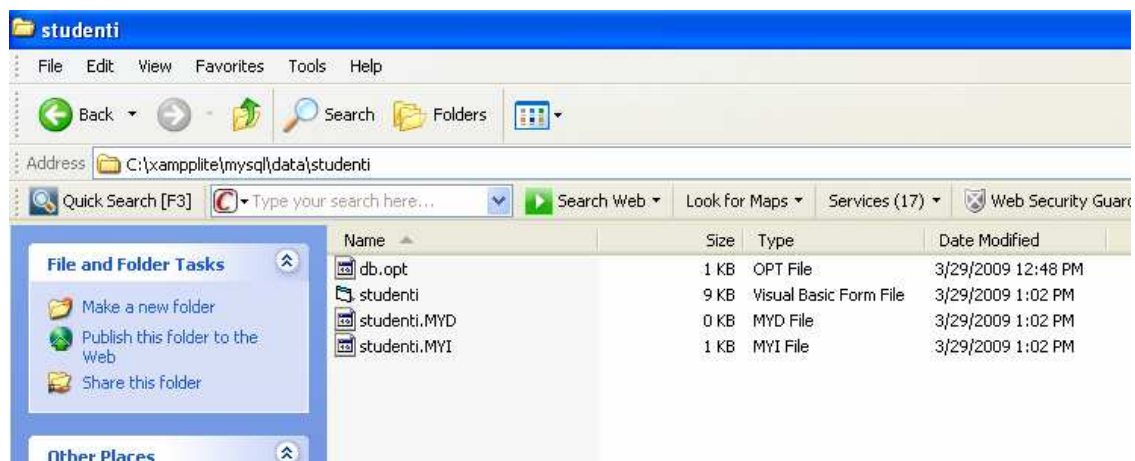 studenti
File Edit View Favorites Tools Help
Back Search Folders
Address C:\xampplite\mysql\data\studenti
Quick Search [F3] Type your search here... Search Web Look for Maps Services (17) Web Security Guard
Name Size Type Date Modified
File and Folder Tasks
Make a new folder
Publish this folder to the
Web
Share this folder
Other Places
db.opt 1 KB OPT File 3/29/2009 12:48 PM
studenti 9 KB Visual Basic Form File 3/29/2009 1:02 PM
studenti.MYD 0 KB MYD File 3/29/2009 1:02 PM
studenti.MYI 1 KB MYI File 3/29/2009 1:02 PM